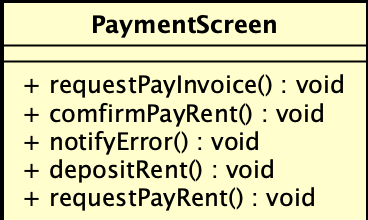 PaymentScreen
+ requestPayInvoice() : void
+ comfirmPayRent() : void
+ notifyError() : void
+ depositRent() : void
+ requestPayRent() : void